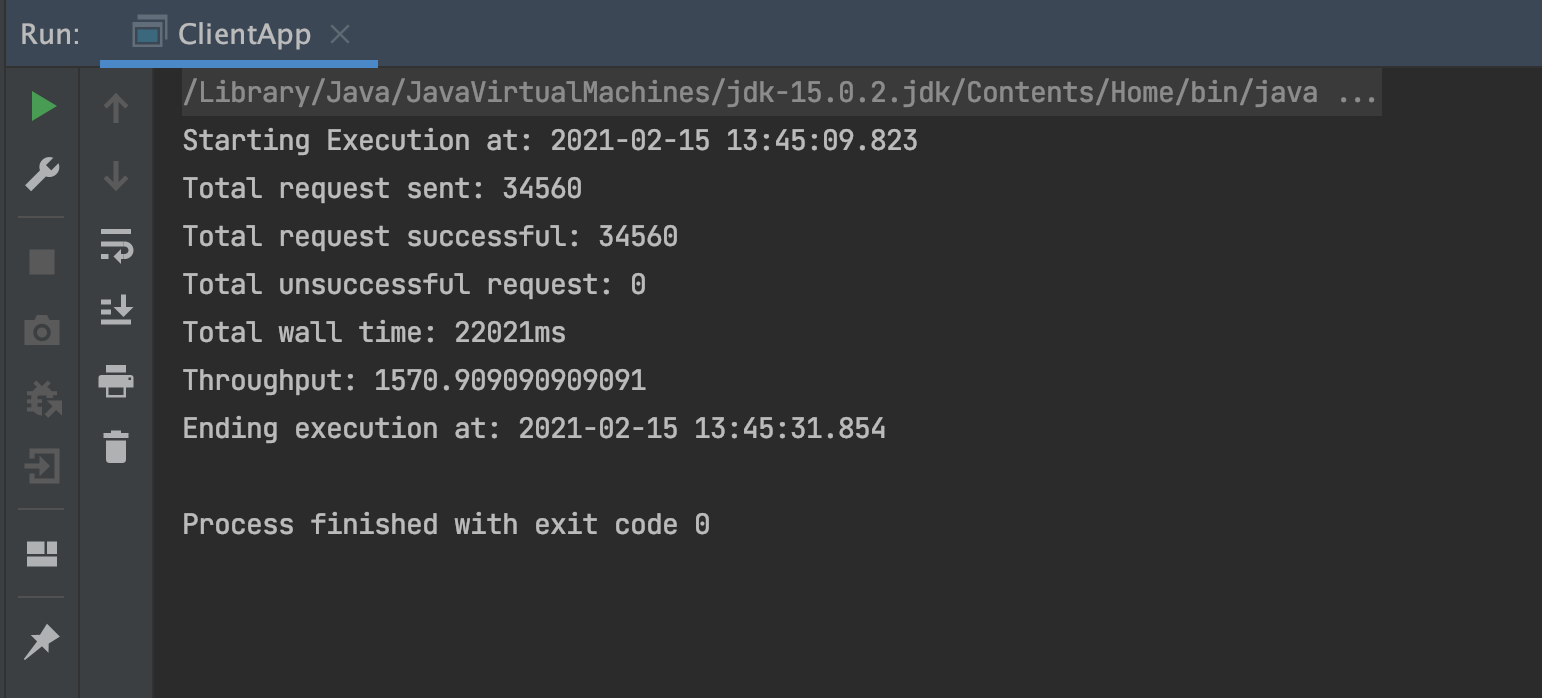 Run: ClientApp
/Library/Java/JavaVirtualMachines/jdk-15.0.2.jdk/Contents/Home/bin/java ...
Starting Execution at: 2021-02-15 13:45:09.823
Total request sent: 34560
Total request successful: 34560
Total unsuccessful request: 0
Total wall time: 22021ms
Throughput: 1570.909090909091
Ending execution at: 2021-02-15 13:45:31.854
Process finished with exit code 0